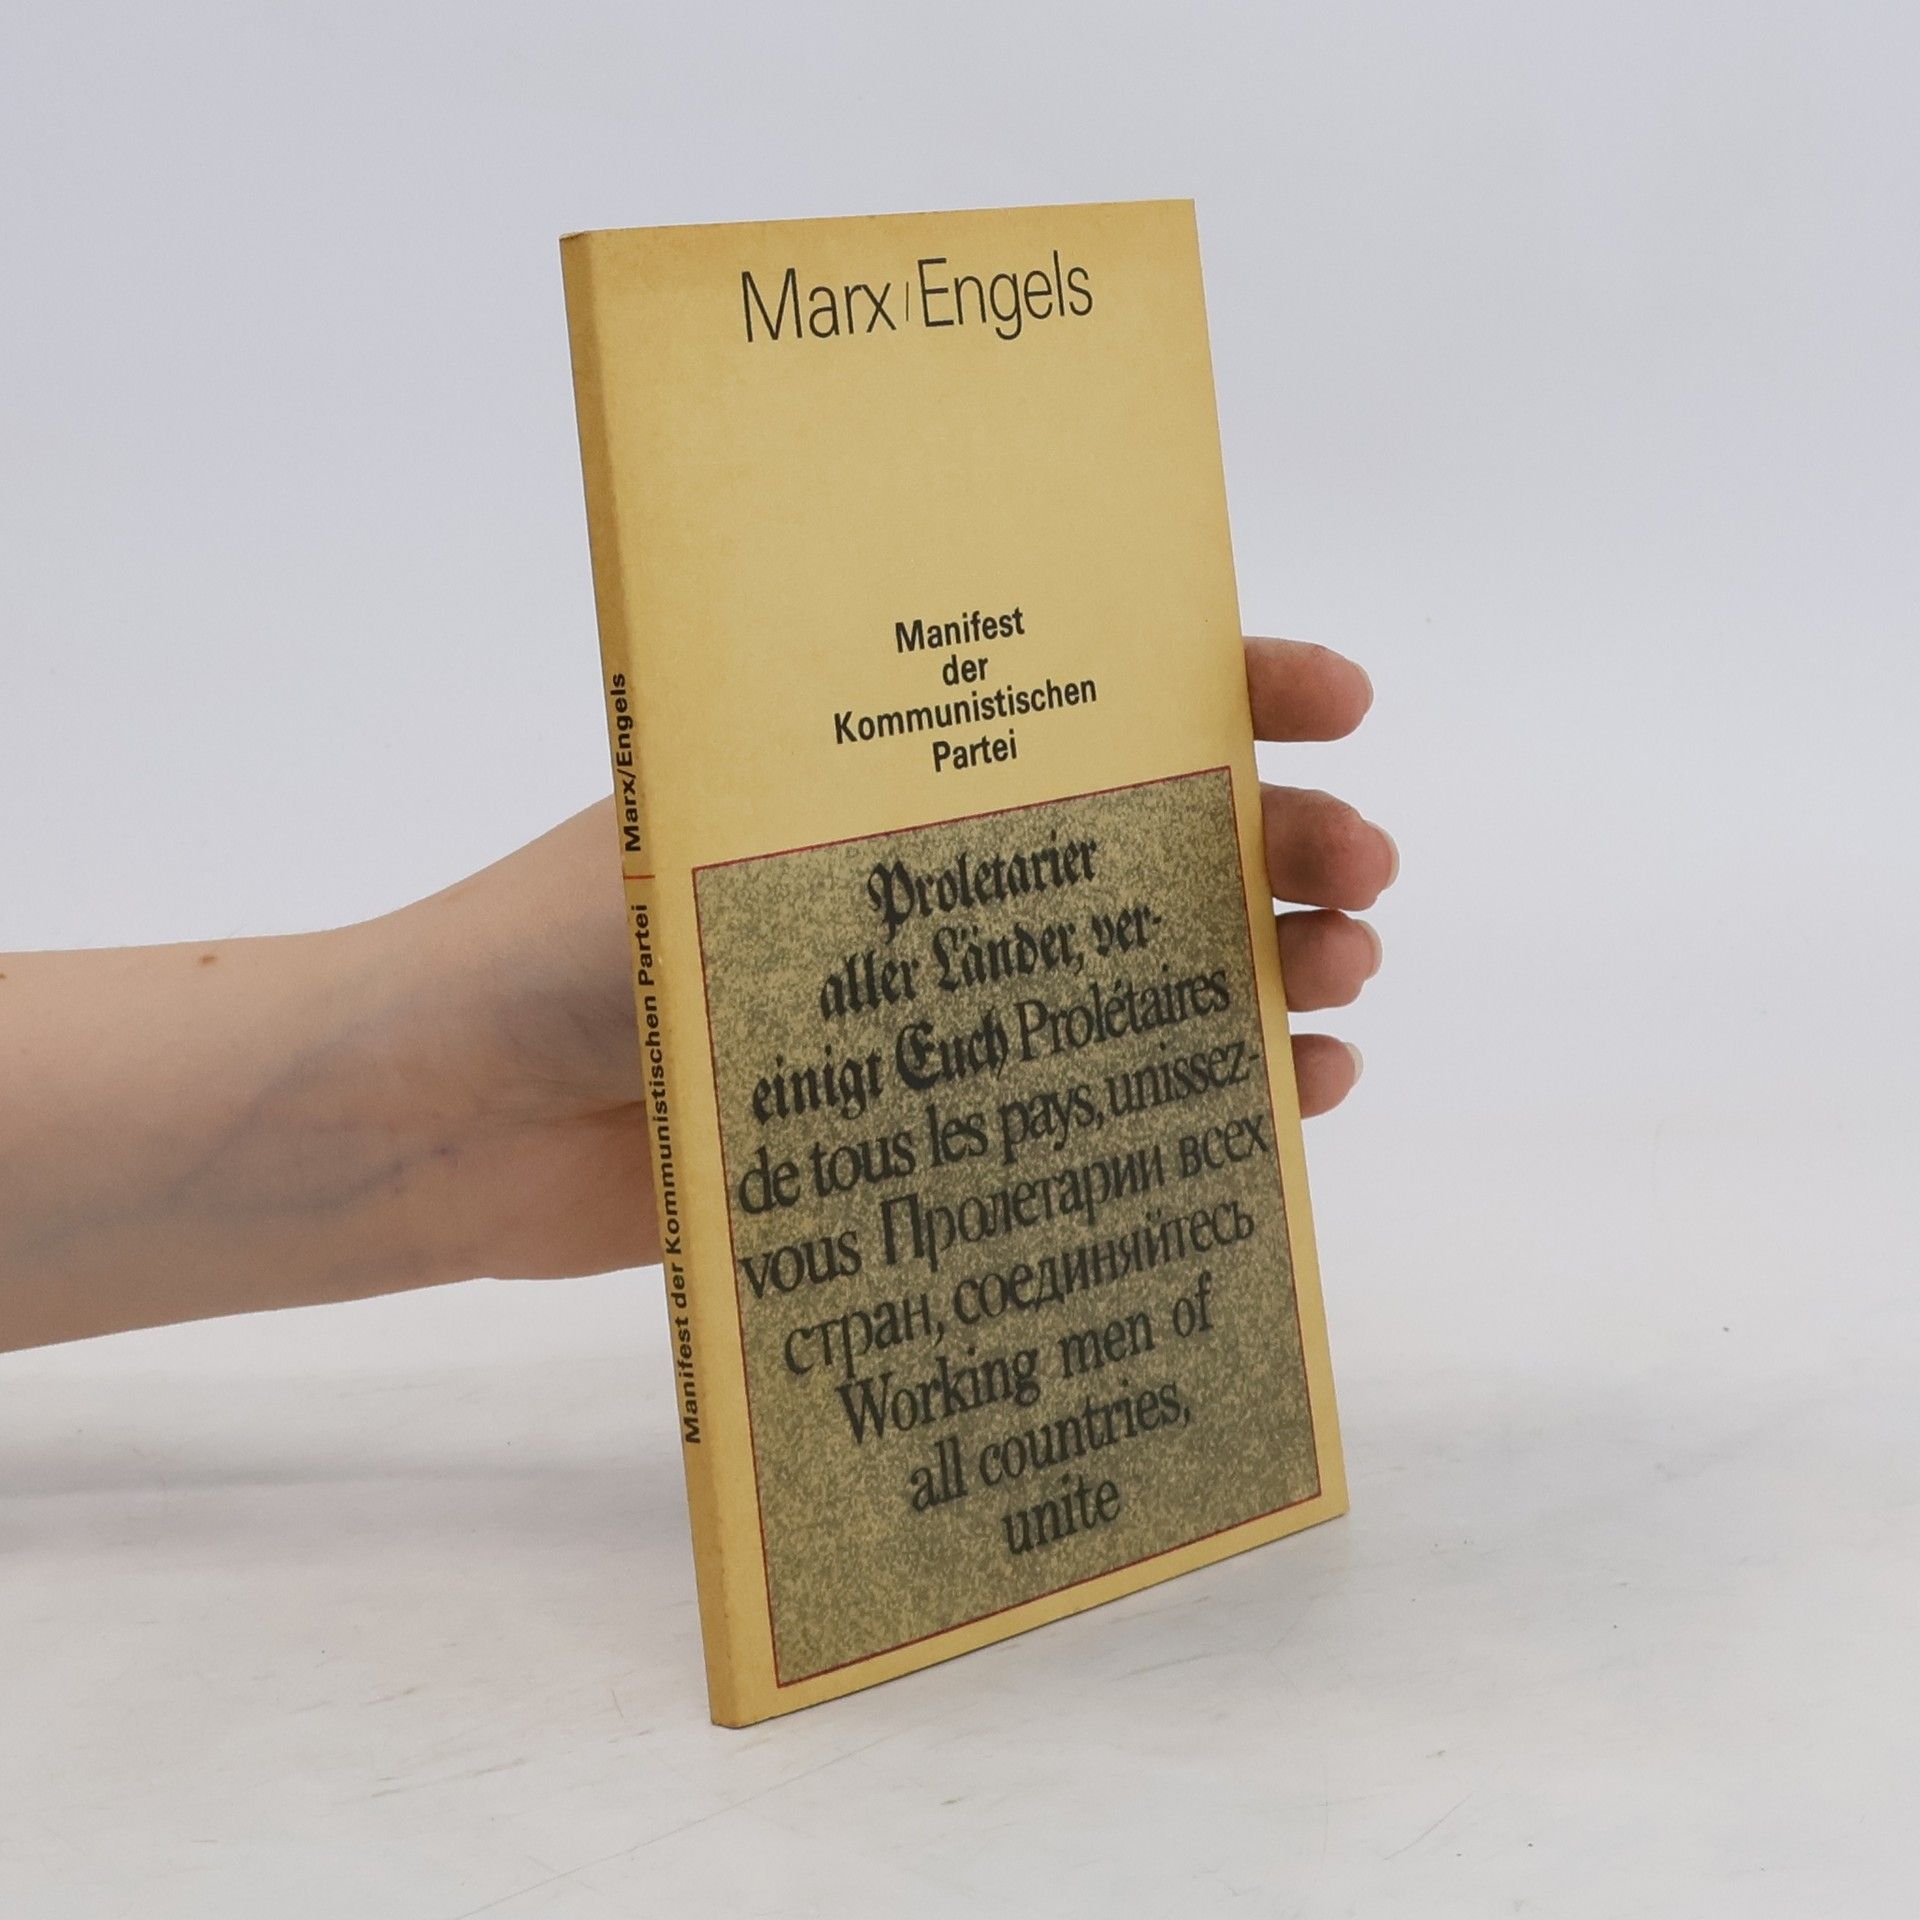 Marx/Engels
Manifest
der
Kommunistischen
Partei
Proletarier
aller Länder, ver-
einigt Euch Prolétaires
de tous les pays, unissez-
vous Пролетарии всех
стран, соединяйтесь
Working men of
all countries,
unite
Manifest der Kommunistischen Partei | Marx/Engels